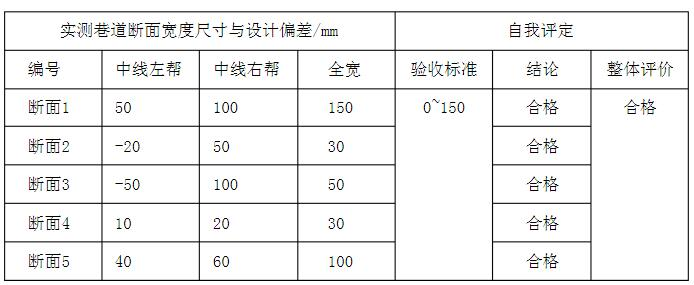 实测巷道断面宽度尺寸与设计偏差/mm 自我评定
编号 中线左帮 中线右帮 全宽 验收标准 结论 整体评价
断面1 50 100 150 0~150 合格 合格
断面2 -20 50 30 合格
断面3 -50 100 50 合格
断面4 10 20 30 合格
断面5 40 60 100 合格